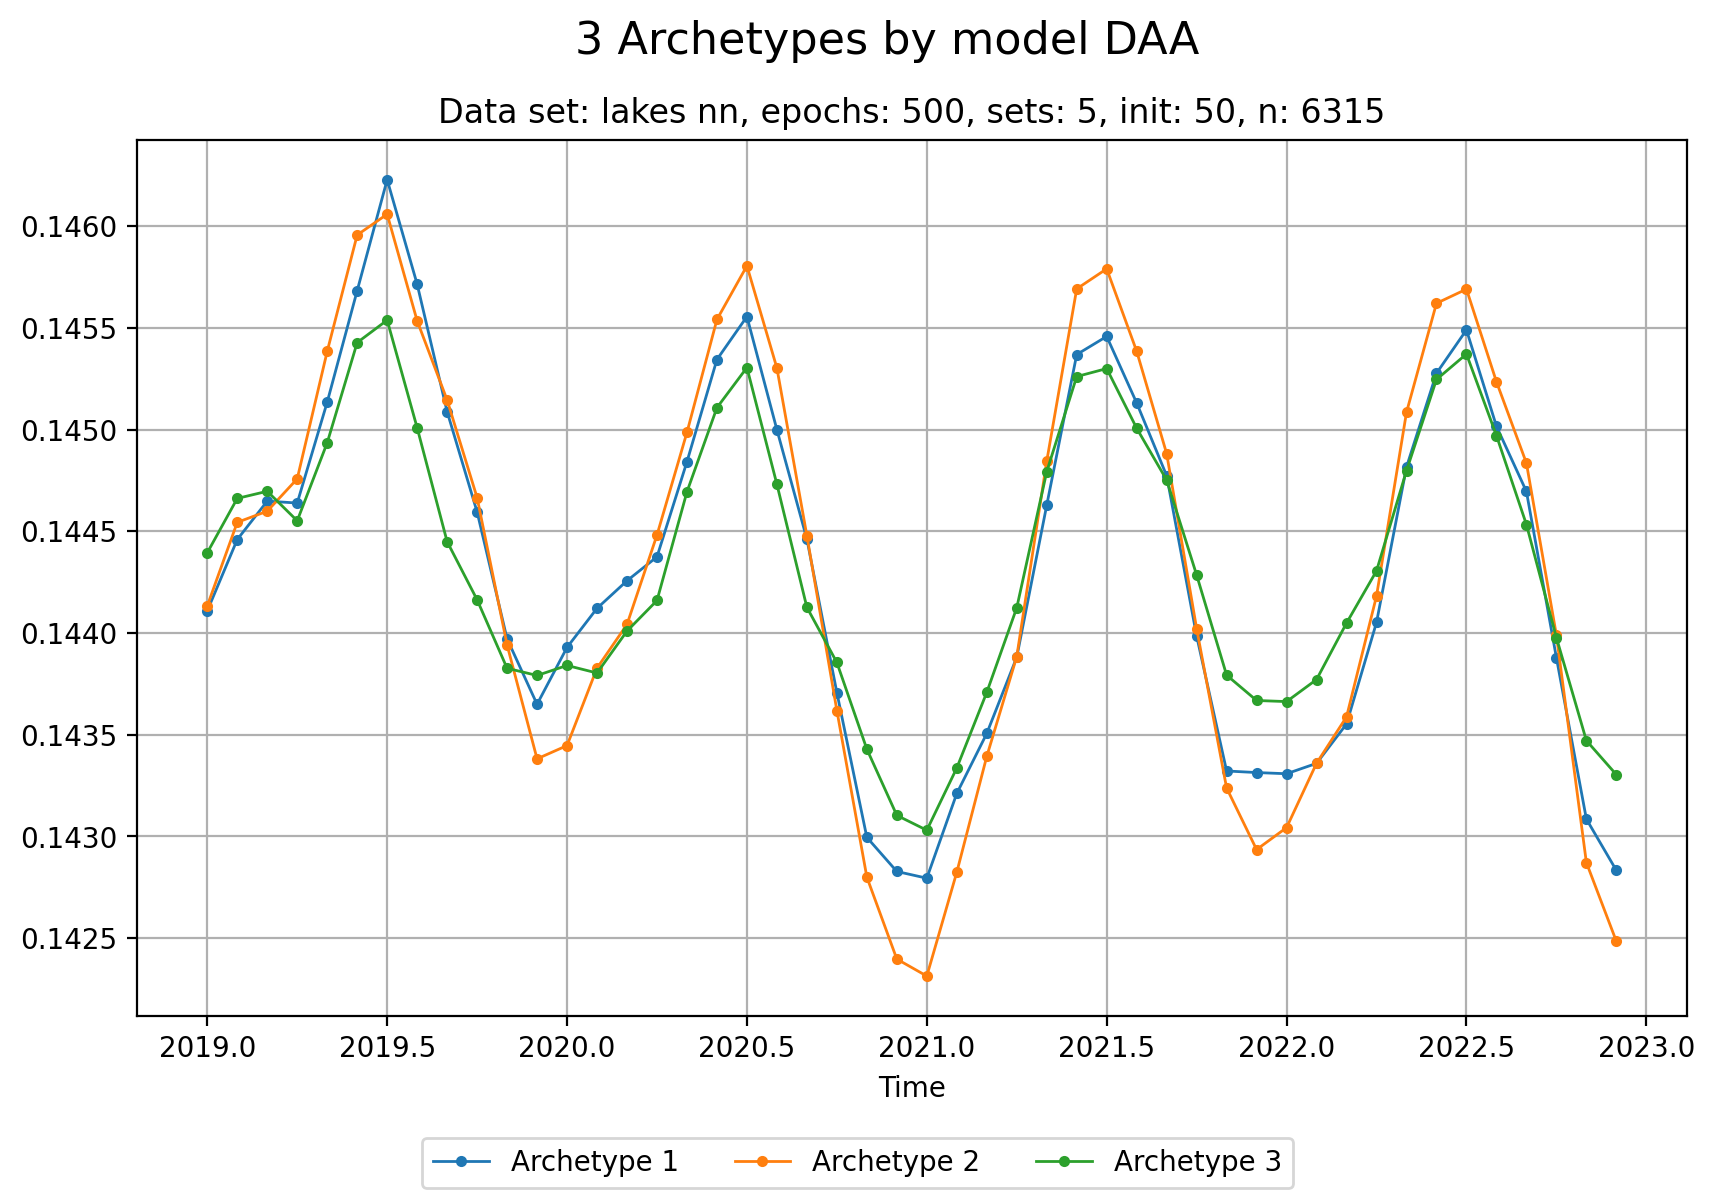 3 Archetypes by model DAA
Data set: lakes nn, epochs: 500, sets: 5, init: 50, n: 6315
0.1460
0.1455
0.1450
0.1445
0.1440
0.1435
0.1430
0.1425
2019.0 2019.5 2020.0 2020.5 2021.0 2021.5 2022.0 2022.5 2023.0
Time
Archetype 1 Archetype 2 Archetype 3